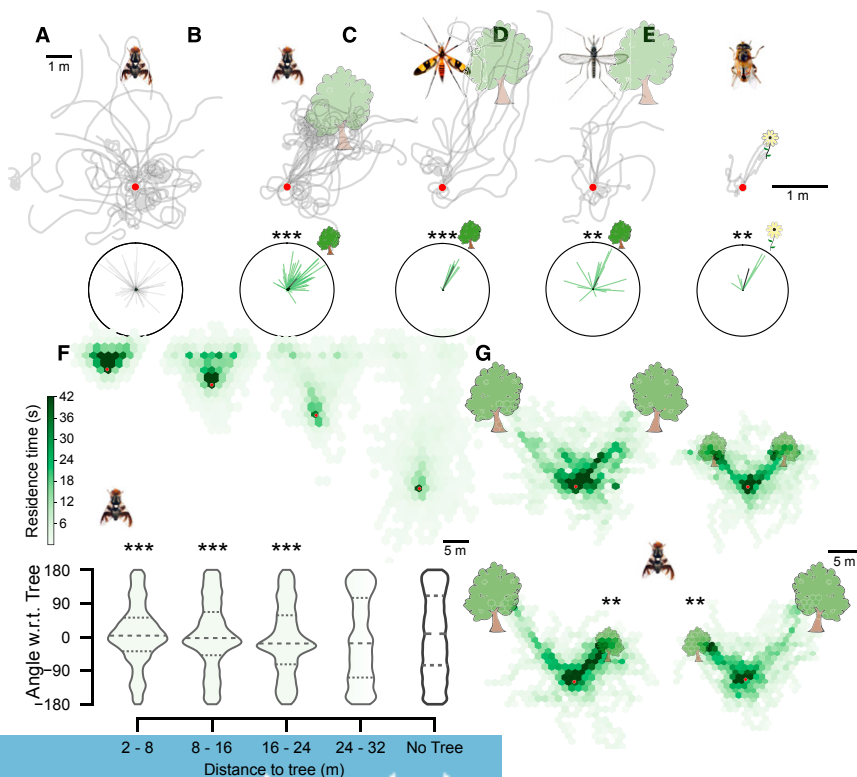 A B C D E
1 m
1 m
*** *** ** **
F G
Residence time (s)
42
36
30
24
18
12
6
5 m
5 m
*** *** ***
** **
Angle w.r.t. Tree
180
90
0
−90
−180
2 - 8 8 - 16 16 - 24 24 - 32 No Tree
Distance to tree (m)